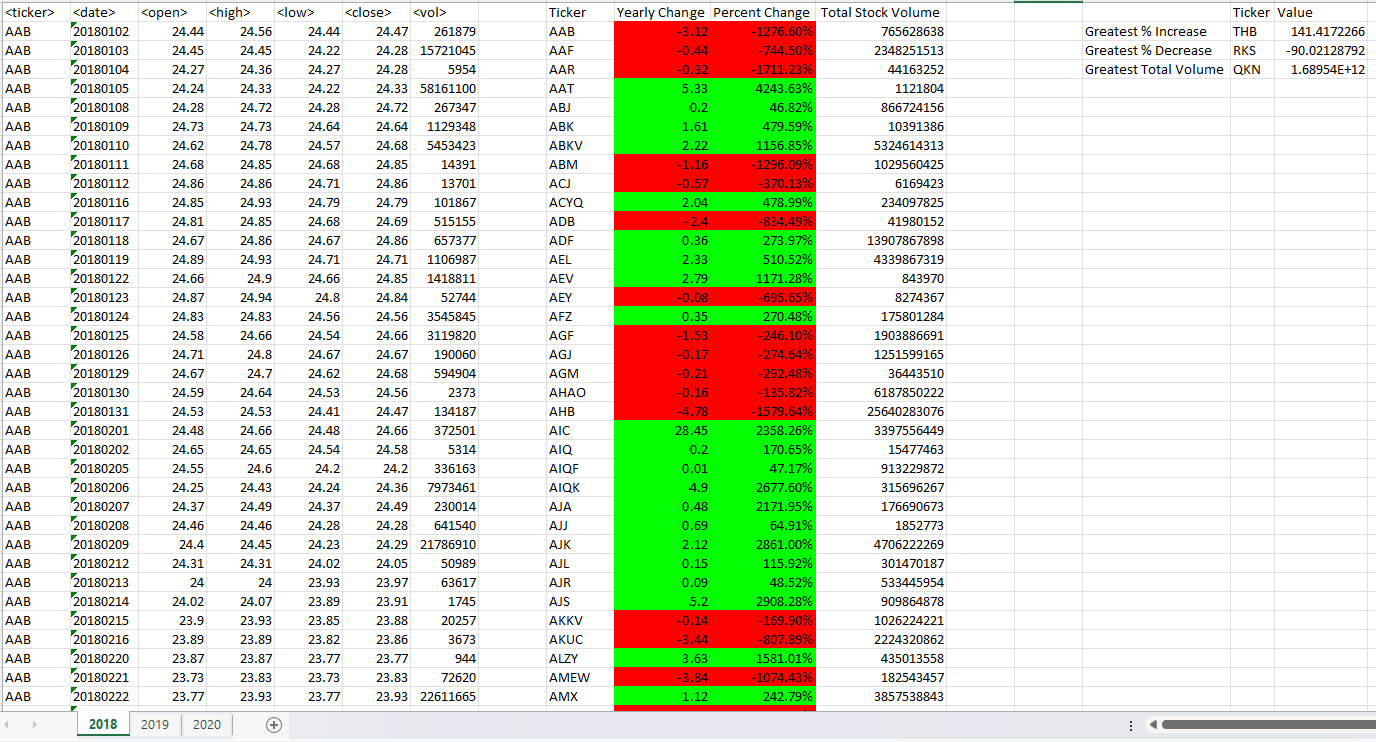 <ticker> <date> <open> <high> <low> <close> <vol> Ticker Yearly Change Percent Change Total Stock Volume Ticker Value
AAB 20180102 24.44 24.56 24.44 24.47 261879 AAB -3.12 -1276.60% 765628638 Greatest % Increase THB 141.4172266
AAB 20180103 24.45 24.45 24.22 24.28 15721045 AAF -0.44 -744.50% 2348251513 Greatest % Decrease RKS -90.02128792
AAB 20180104 24.27 24.36 24.27 24.28 5954 AAR -0.32 -1711.23% 44163252 Greatest Total Volume QKN 1.68954E+12
AAB 20180105 24.24 24.33 24.22 24.33 58161100 AAT 5.33 4243.63% 1121804
AAB 20180108 24.28 24.72 24.28 24.72 267347 ABJ 0.2 46.82% 866724156
AAB 20180109 24.73 24.73 24.64 24.64 1129348 ABK 1.61 479.59% 10391386
AAB 20180110 24.62 24.78 24.57 24.68 5453423 ABKV 2.22 1156.85% 5324614313
AAB 20180111 24.68 24.85 24.68 24.85 14391 ABM -1.16 -1296.09% 1029560425
AAB 20180112 24.86 24.86 24.71 24.86 13701 ACJ -0.57 -370.13% 6169423
AAB 20180116 24.85 24.93 24.79 24.79 101867 ACYQ 2.04 478.99% 234097825
AAB 20180117 24.81 24.85 24.68 24.69 515155 ADB -2.4 -834.49% 41980152
AAB 20180118 24.67 24.86 24.67 24.86 657377 ADF 0.36 273.97% 13907867898
AAB 20180119 24.89 24.93 24.71 24.71 1106987 AEL 2.33 510.52% 4339867319
AAB 20180122 24.66 24.9 24.66 24.85 1418811 AEV 2.79 1171.28% 843970
AAB 20180123 24.87 24.94 24.8 24.84 52744 AEY -0.08 -695.65% 8274367
AAB 20180124 24.83 24.83 24.56 24.56 3545845 AFZ 0.35 270.48% 175801284
AAB 20180125 24.58 24.66 24.54 24.66 3119820 AGF -1.53 -246.10% 1903886691
AAB 20180126 24.71 24.8 24.67 24.67 190060 AGJ -0.17 -274.64% 1251599165
AAB 20180129 24.67 24.7 24.62 24.68 594904 AGM -0.21 -292.48% 36443510
AAB 20180130 24.59 24.64 24.53 24.56 2373 AHAO -0.16 -135.82% 6187850222
AAB 20180131 24.53 24.53 24.41 24.47 134187 AHB -4.78 -1579.64% 25640283076
AAB 20180201 24.48 24.66 24.48 24.66 372501 AIC 28.45 2358.26% 3397556449
AAB 20180202 24.65 24.65 24.54 24.58 5314 AIQ 0.2 170.65% 15477463
AAB 20180205 24.55 24.6 24.2 24.2 336163 AIQF 0.01 47.17% 913229872
AAB 20180206 24.25 24.43 24.24 24.36 7973461 AIQK 4.9 2677.60% 315696267
AAB 20180207 24.37 24.49 24.37 24.49 230014 AJA 0.48 2171.95% 176690673
AAB 20180208 24.46 24.46 24.28 24.28 641540 AJJ 0.69 64.91% 1852773
AAB 20180209 24.4 24.45 24.23 24.29 21786910 AJK 2.12 2861.00% 4706222269
AAB 20180212 24.31 24.31 24.02 24.05 50989 AJL 0.15 115.92% 301470187
AAB 20180213 24 24 23.93 23.97 63617 AJR 0.09 48.52% 533445954
AAB 20180214 24.02 24.07 23.89 23.91 1745 AJS 5.2 2908.28% 909864878
AAB 20180215 23.9 23.93 23.85 23.88 20257 AKKV -0.14 -169.90% 1026224221
AAB 20180216 23.89 23.89 23.82 23.86 3673 AKUC -3.44 -807.89% 2224320862
AAB 20180220 23.87 23.87 23.77 23.77 944 ALZY 3.63 1581.01% 435013558
AAB 20180221 23.73 23.83 23.73 23.83 72620 AMEW -3.84 -1074.43% 182543457
AAB 20180222 23.77 23.93 23.77 23.93 22611665 AMX 1.12 242.79% 3857538843
2018 2019 2020